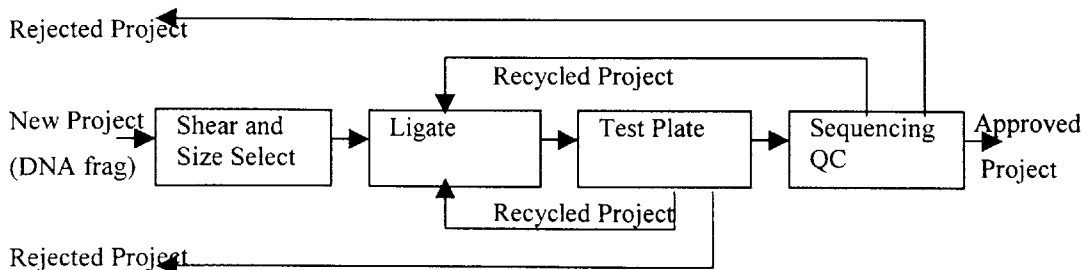 Rejected Project
Recycled Project
New Project
(DNA frag)
Shear and
Size Select
Ligate
Test Plate
Sequencing
QC
Approved
Project
Recycled Project
Rejected Project